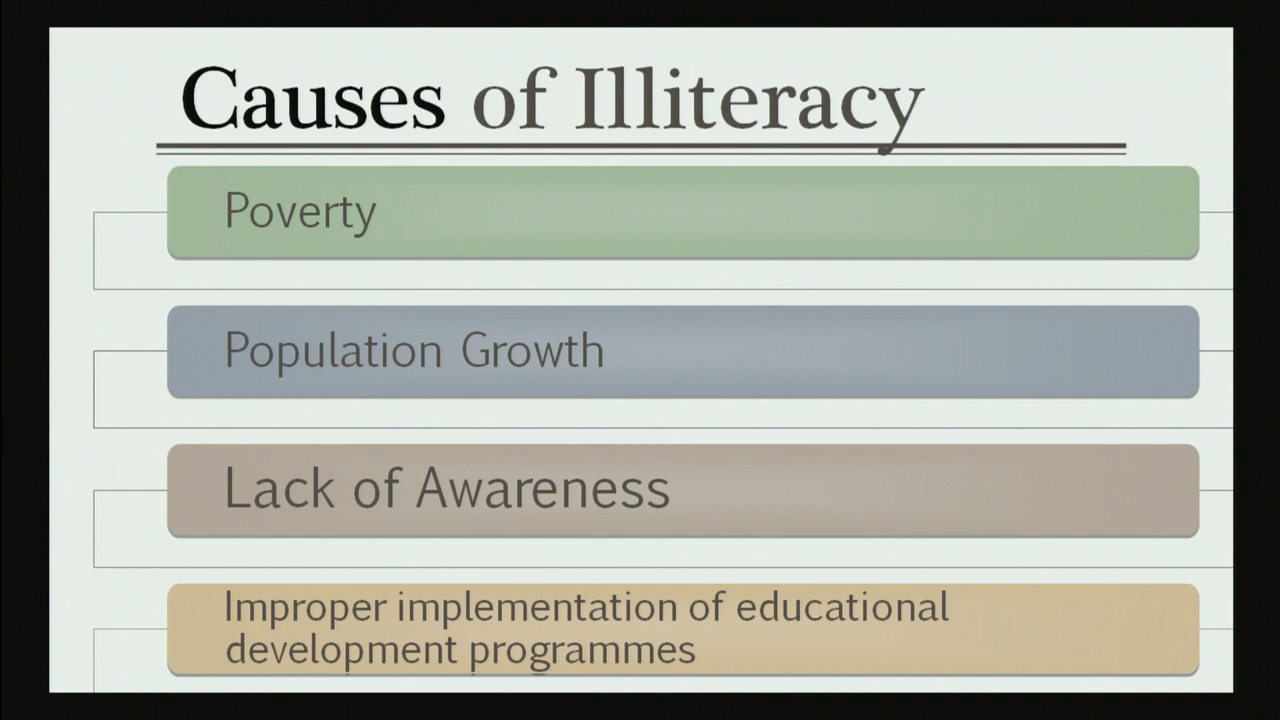 Causes of Illiteracy
Poverty
Population Growth
Lack of Awareness
Improper implementation of educational
development programmes